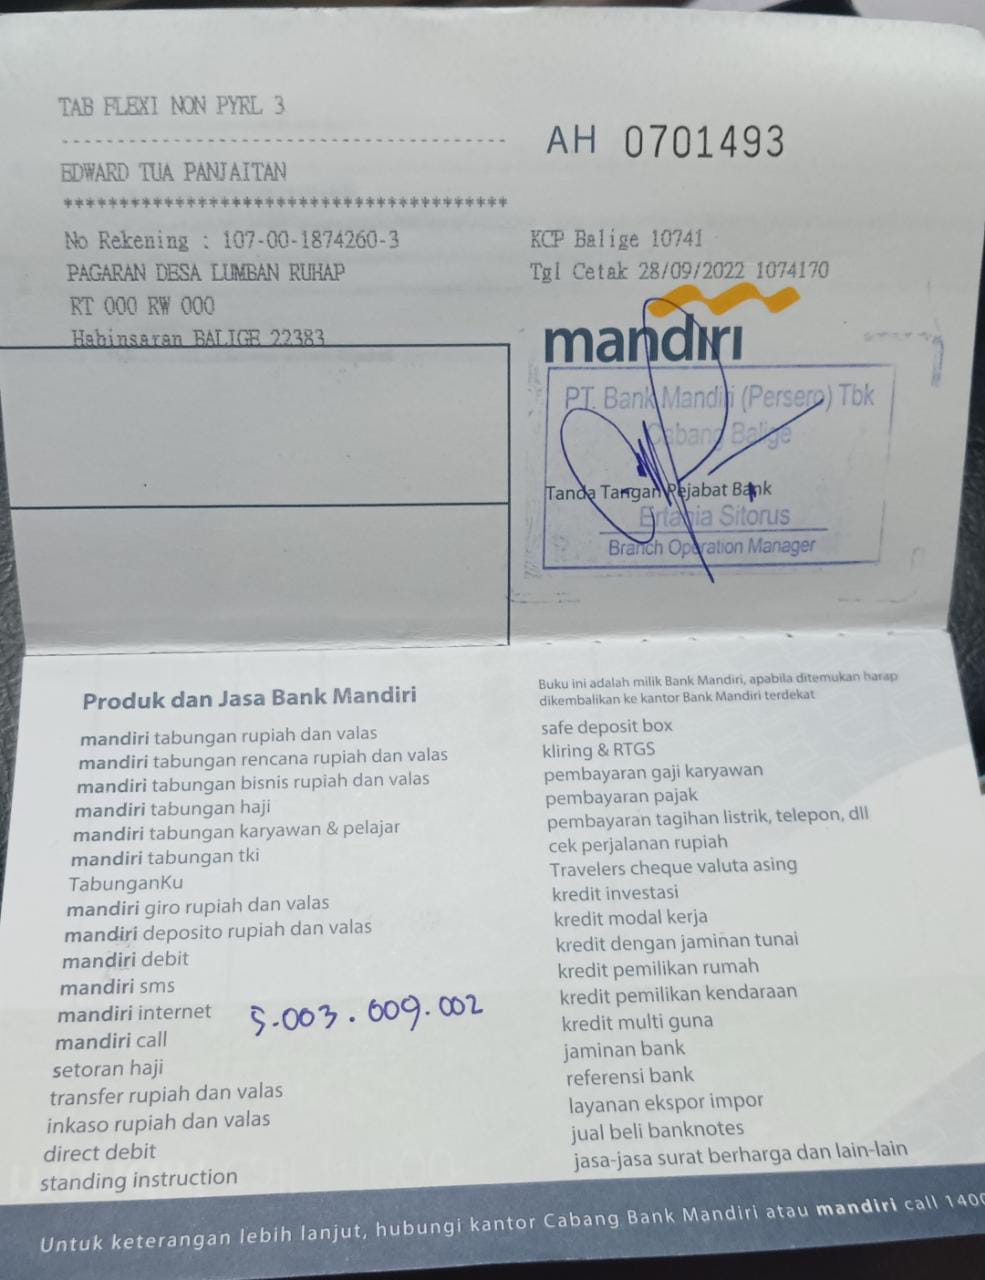 TAB FLEXI NON PYRL 3
----------------------------------------
EDWARD TUA PANJAITAN
****************************************
No Rekening : 107-00-1874260-3
PAGARAN DESA LUMBAN RUHAP
RT 000 RW 000
Habinsaran BALIGE 22383
AH 0701493
KCP Balige 10741
Tgl Cetak 28/09/2022 1074170
mandiri
PT. Bank Mandiri (Persero) Tbk
Cabang Balige
Tanda Tangan Pejabat Bank
Ertania Sitorus
Branch Operation Manager
Produk dan Jasa Bank Mandiri
mandiri tabungan rupiah dan valas
mandiri tabungan rencana rupiah dan valas
mandiri tabungan bisnis rupiah dan valas
mandiri tabungan haji
mandiri tabungan karyawan & pelajar
mandiri tabungan tki
TabunganKu
mandiri giro rupiah dan valas
mandiri deposito rupiah dan valas
mandiri debit
mandiri sms
mandiri internet
5.003.609.002
mandiri call
setoran haji
transfer rupiah dan valas
inkaso rupiah dan valas
direct debit
standing instruction
Buku ini adalah milik Bank Mandiri, apabila ditemukan harap
dikembalikan ke kantor Bank Mandiri terdekat
safe deposit box
kliring & RTGS
pembayaran gaji karyawan
pembayaran pajak
pembayaran tagihan listrik, telepon, dll
cek perjalanan rupiah
Travelers cheque valuta asing
kredit investasi
kredit modal kerja
kredit dengan jaminan tunai
kredit pemilikan rumah
kredit pemilikan kendaraan
kredit multi guna
jaminan bank
referensi bank
layanan ekspor impor
jual beli banknotes
jasa-jasa surat berharga dan lain-lain
Untuk keterangan lebih lanjut, hubungi kantor Cabang Bank Mandiri atau mandiri call 1400